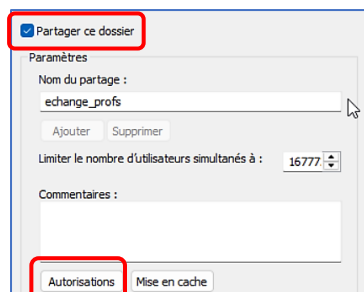 Partager ce dossier
Paramètres
Nom du partage :
echange_profs
Ajouter Supprimer
Limiter le nombre d'utilisateurs simultanés à : 16777
Commentaires :
Autorisations Mise en cache